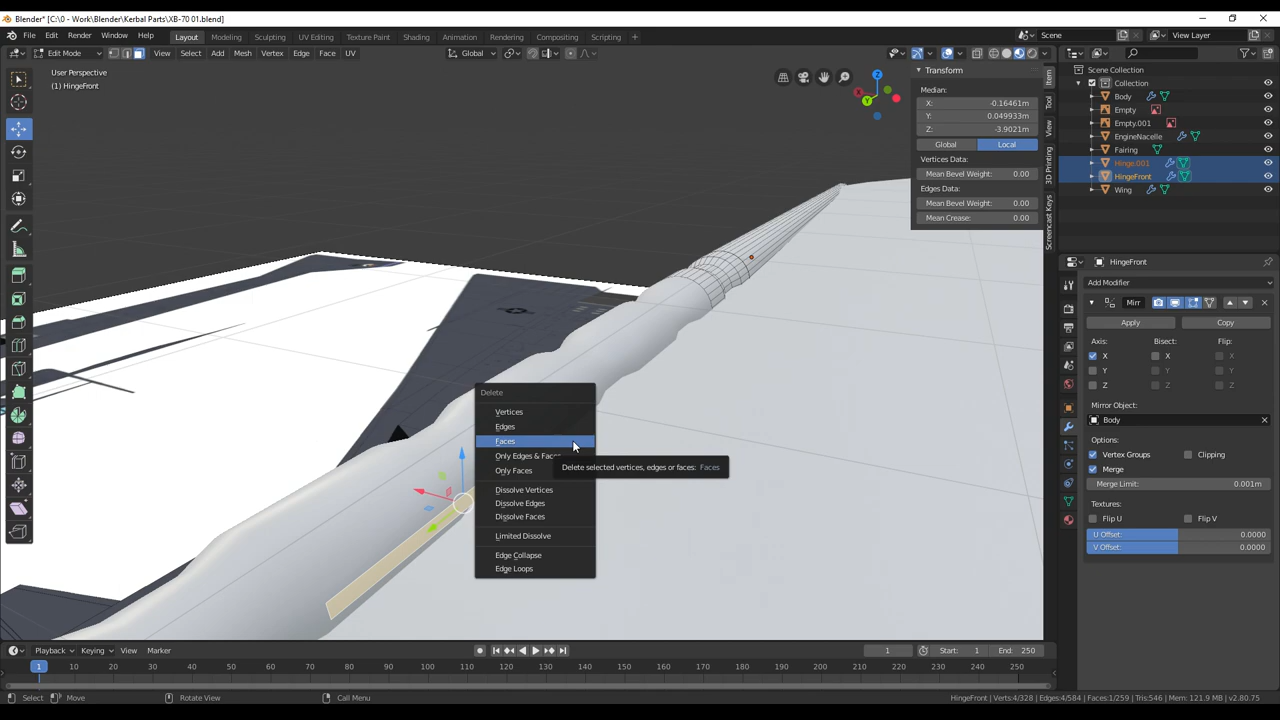 Blender* [C:\0 - Work\Blender\Kerbal Parts\XB-70 01.blend]
File Edit Render Window Help Layout Modeling Sculpting UV Editing Texture Paint Shading Animation Rendering Compositing Scripting + Scene View Layer
Edit Mode View Select Add Mesh Vertex Edge Face UV Global
User Perspective
(1) HingeFront
Z
X
Y
Transform
Median:
X: -0.16461m
Y: 0.049933m
Z: -3.9021m
Global Local
Vertices Data:
Mean Bevel Weight: 0.00
Edges Data:
Mean Bevel Weight: 0.00
Mean Crease: 0.00
Item
Tool
View
3D Printing
Screencast Keys
Scene Collection
Collection
Body
Empty
Empty.001
EngineNacelle
Fairing
Hinge.001
HingeFront
Wing
HingeFront
Add Modifier
Mirr
Apply Copy
Axis: Bisect: Flip:
X X X
Y Y Y
Z Z Z
Mirror Object:
Body
Options:
Vertex Groups Clipping
Merge
Merge Limit: 0.001m
Textures:
Flip U Flip V
U Offset: 0.0000
V Offset: 0.0000
Delete
Vertices
Edges
Faces
Only Edges & Faces
Only Faces
Dissolve Vertices
Dissolve Edges
Dissolve Faces
Limited Dissolve
Edge Collapse
Edge Loops
Delete selected vertices, edges or faces: Faces
Playback Keying View Marker 1 Start: 1 End: 250
1 10 20 30 40 50 60 70 80 90 100 110 120 130 140 150 160 170 180 190 200 210 220 230 240 250
Select Move Rotate View Call Menu HingeFront | Verts:4/328 | Edges:4/584 | Faces:1/259 | Tris:546 | Mem: 121.9 MB | v2.80.75